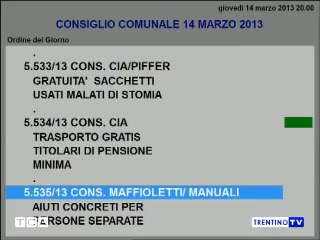 giovedì 14 marzo 2013 20.00
CONSIGLIO COMUNALE 14 MARZO 2013
Ordine del Giorno
.
5.533/13 CONS. CIA/PIFFER
GRATUITA' SACCHETTI
USATI MALATI DI STOMIA
.
5.534/13 CONS. CIA
TRASPORTO GRATIS
TITOLARI DI PENSIONE
MINIMA
.
5.535/13 CONS. MAFFIOLETTI/ MANUALI
AIUTI CONCRETI PER
PERSONE SEPARATE
TRENTINO TV